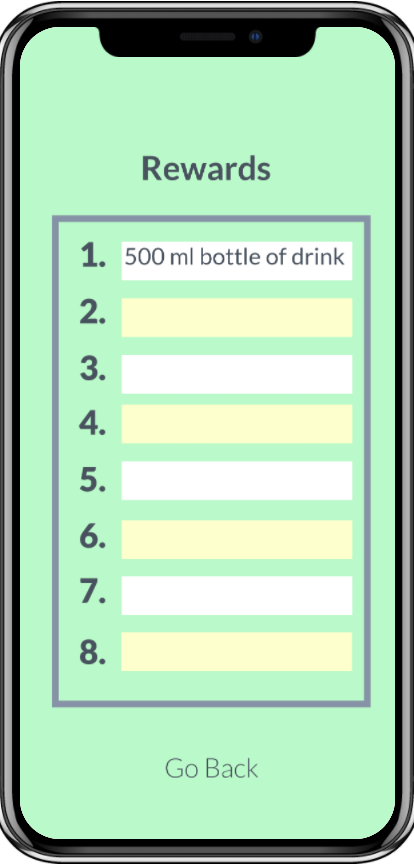 Rewards
1. 500 ml bottle of drink
2.
3.
4.
5.
6.
7.
8.
Go Back